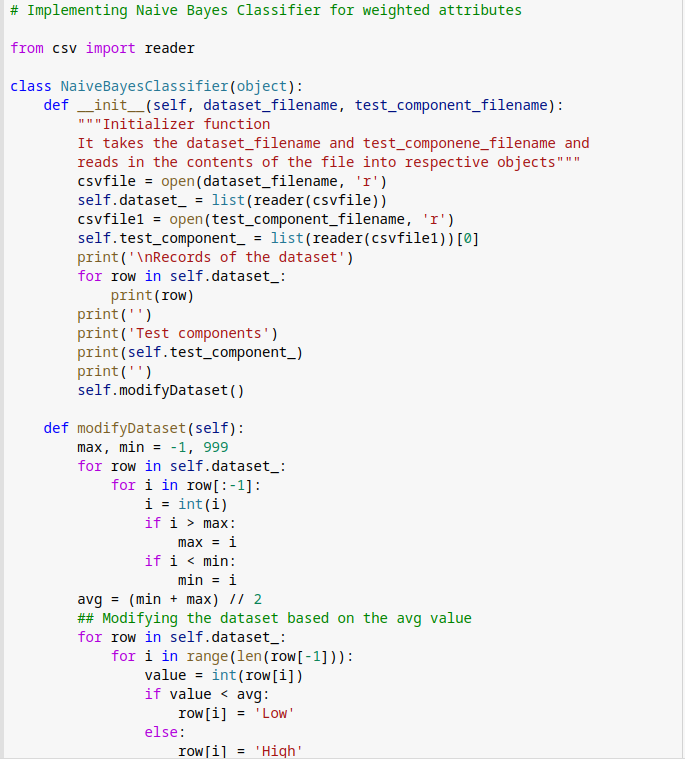 # Implementing Naive Bayes Classifier for weighted attributes

from csv import reader

class NaiveBayesClassifier(object):
    def __init__(self, dataset_filename, test_component_filename):
        """Initializer function
        It takes the dataset_filename and test_componene_filename and
        reads in the contents of the file into respective objects"""
        csvfile = open(dataset_filename, 'r')
        self.dataset_ = list(reader(csvfile))
        csvfile1 = open(test_component_filename, 'r')
        self.test_component_ = list(reader(csvfile1))[0]
        print('\nRecords of the dataset')
        for row in self.dataset_:
            print(row)
        print('')
        print('Test components')
        print(self.test_component_)
        print('')
        self.modifyDataset()

    def modifyDataset(self):
        max, min = -1, 999
        for row in self.dataset_:
            for i in row[:-1]:
                i = int(i)
                if i > max:
                    max = i
                if i < min:
                    min = i
        avg = (min + max) // 2
        ## Modifying the dataset based on the avg value
        for row in self.dataset_:
            for i in range(len(row[-1])):
                value = int(row[i])
                if value < avg:
                    row[i] = 'Low'
                else:
                    row[i] = 'High'